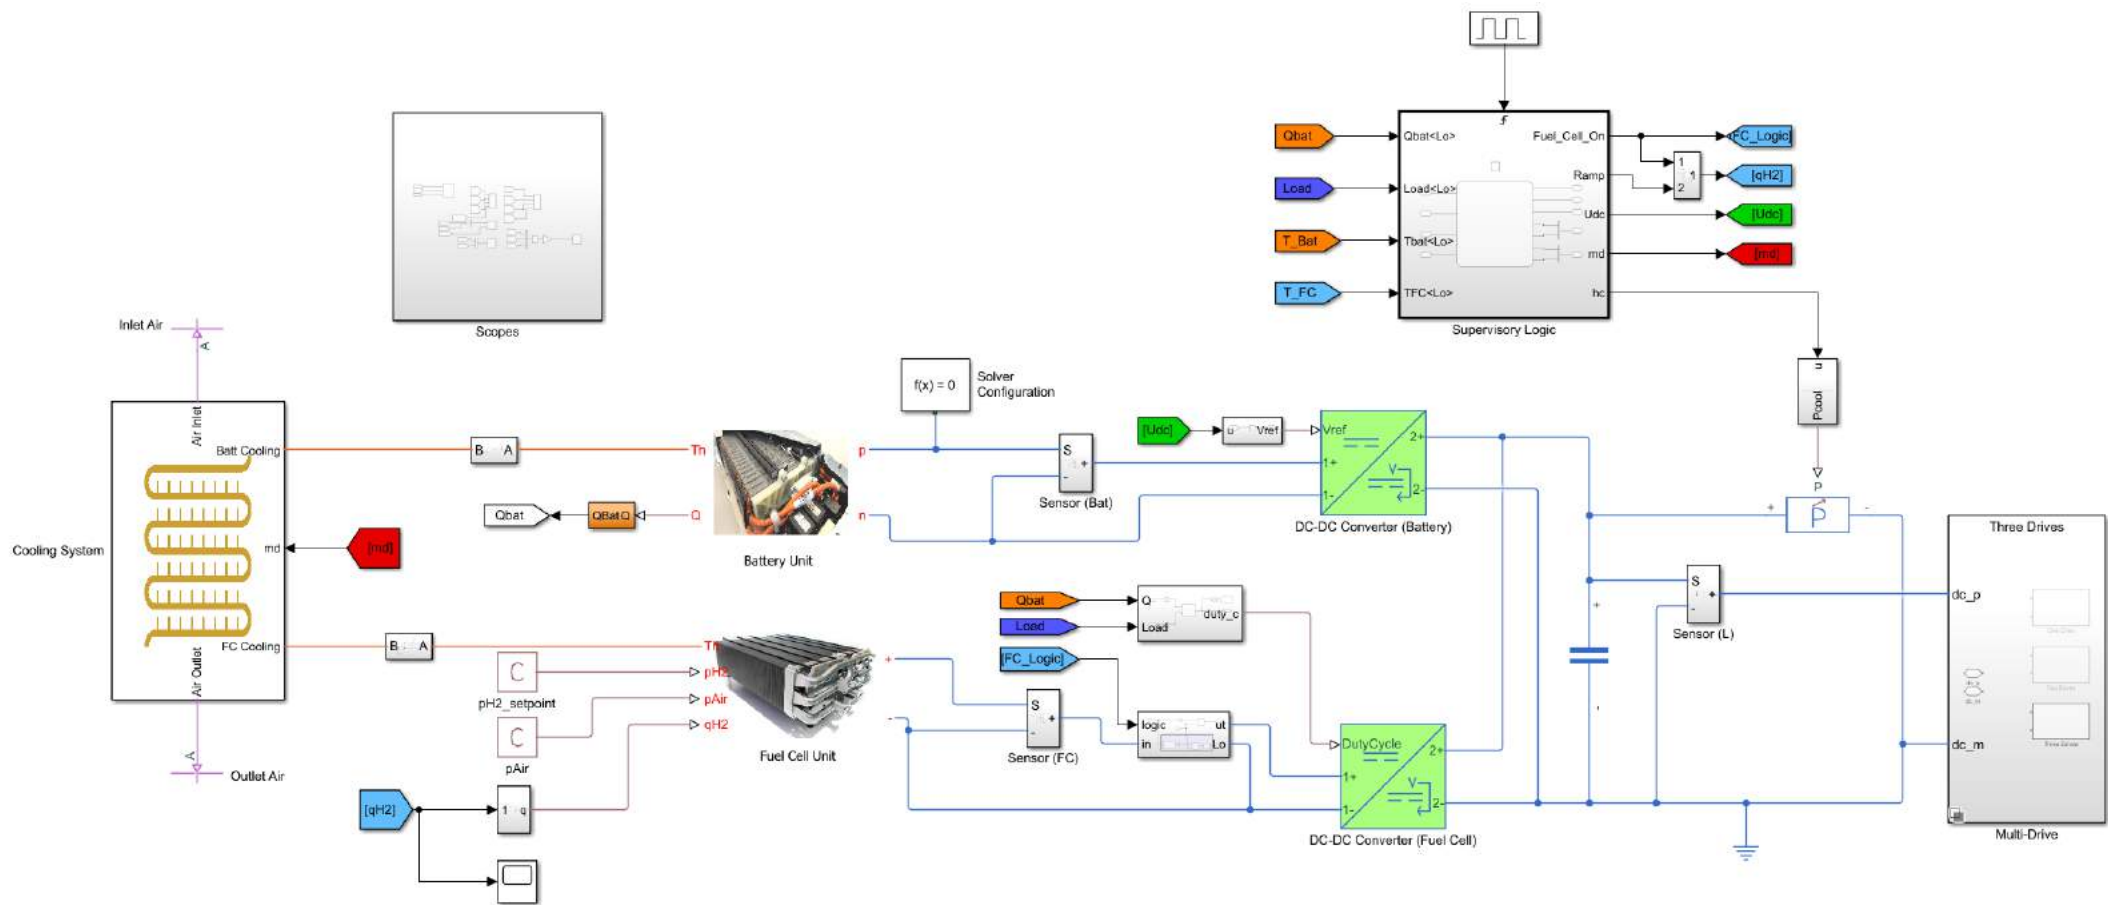 Scopes
Qbat
Load
T_Bat
T_FC
Qbat<Lo>
Load<Lo>
Tbat<Lo>
TFC<Lo>
Fuel_Cell_On
Ramp
Udc
md
hc
Supervisory Logic
1
2
[qH2]
[Udc]
[md]
u
Pcool
P
+
-
P
Inlet Air
A
Air Inlet
Batt Cooling
md
FC Cooling
Air Outlet
Cooling System
A
Outlet Air
[md]
B A
B A
Qbat
QBatQ
Th
Q
p
n
Battery Unit
f(x) = 0
Solver
Configuration
S
+
-
Sensor (Bat)
[Udc]
u Vref
Vref
1+
1-
2+
2-
V
DC-DC Converter (Battery)
C
pH2_setpoint
C
pAir
[qH2]
1 q
pH2
pAir
qH2
+
-
Fuel Cell Unit
S
+
-
Sensor (FC)
Qbat
Load
[FC_Logic]
Q
Load
duty_c
logic
in
ut
Lo
DutyCycle
1+
1-
2+
2-
V
DC-DC Converter (Fuel Cell)
+
S
+
-
Sensor (L)
Three Drives
dc_p
dc_m
Multi-Drive